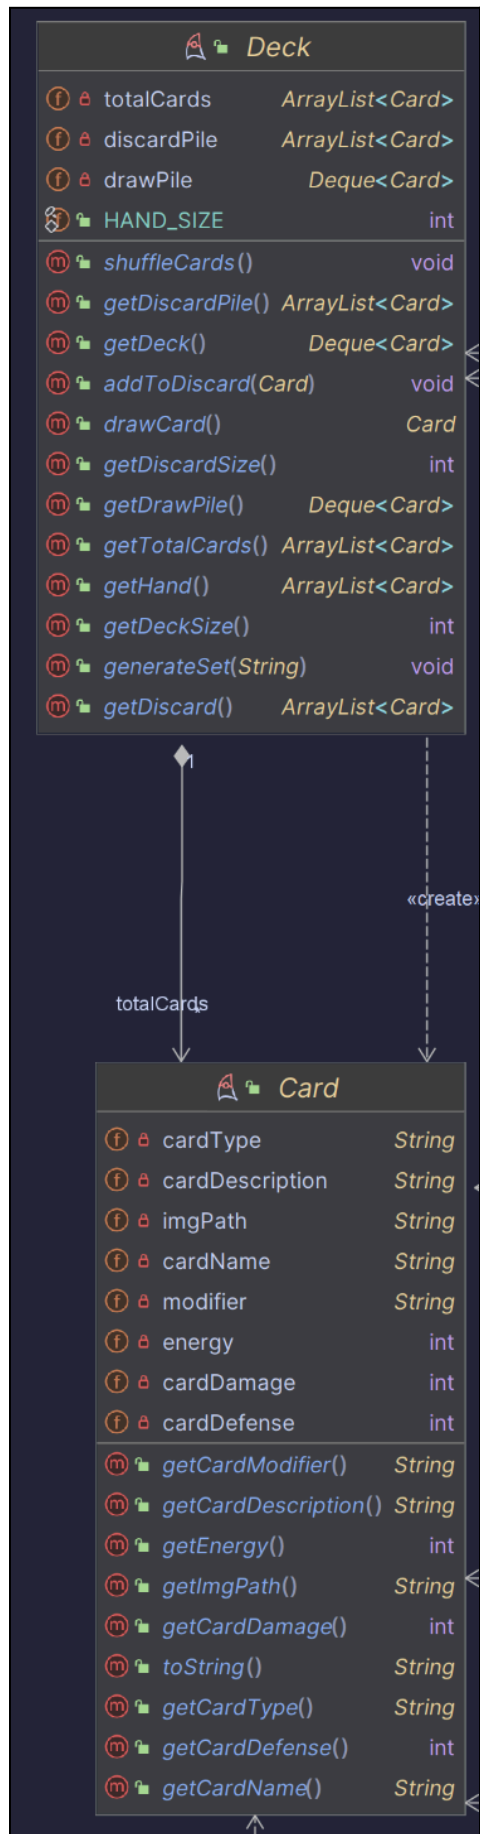 Deck
totalCards ArrayList<Card>
discardPile ArrayList<Card>
drawPile Deque<Card>
HAND_SIZE int
shuffleCards() void
getDiscardPile() ArrayList<Card>
getDeck() Deque<Card>
addToDiscard(Card) void
drawCard() Card
getDiscardSize() int
getDrawPile() Deque<Card>
getTotalCards() ArrayList<Card>
getHand() ArrayList<Card>
getDeckSize() int
generateSet(String) void
getDiscard() ArrayList<Card>
1
«create»
totalCards
*
Card
cardType String
cardDescription String
imgPath String
cardName String
modifier String
energy int
cardDamage int
cardDefense int
getCardModifier() String
getCardDescription() String
getEnergy() int
getImgPath() String
getCardDamage() int
toString() String
getCardType() String
getCardDefense() int
getCardName() String